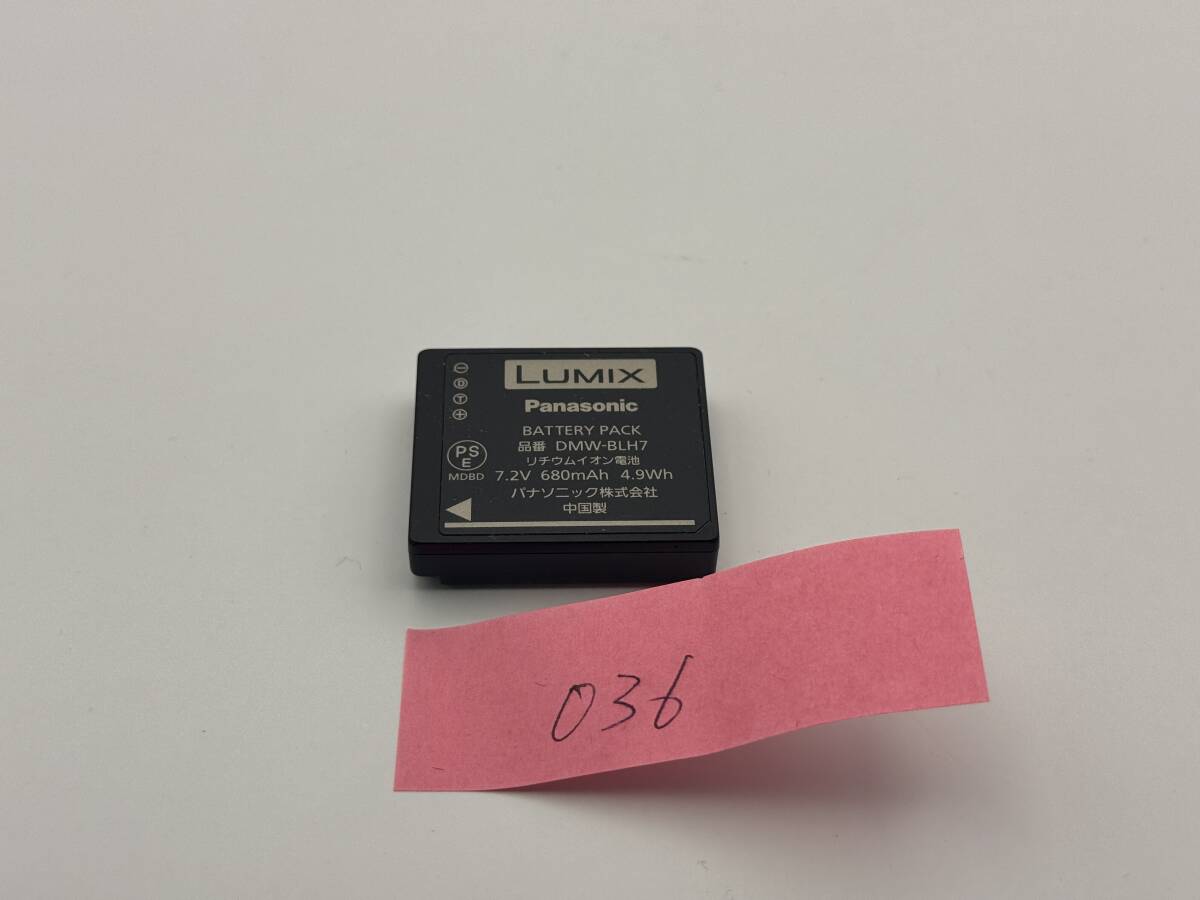 LUMIX
Panasonic
BATTERY PACK
品番 DMW-BLH7
リチウムイオン電池
7.2V 680mAh 4.9Wh
パナソニック株式会社
中国製
⊖
D
T
⊕
PS
E
MDBD
036